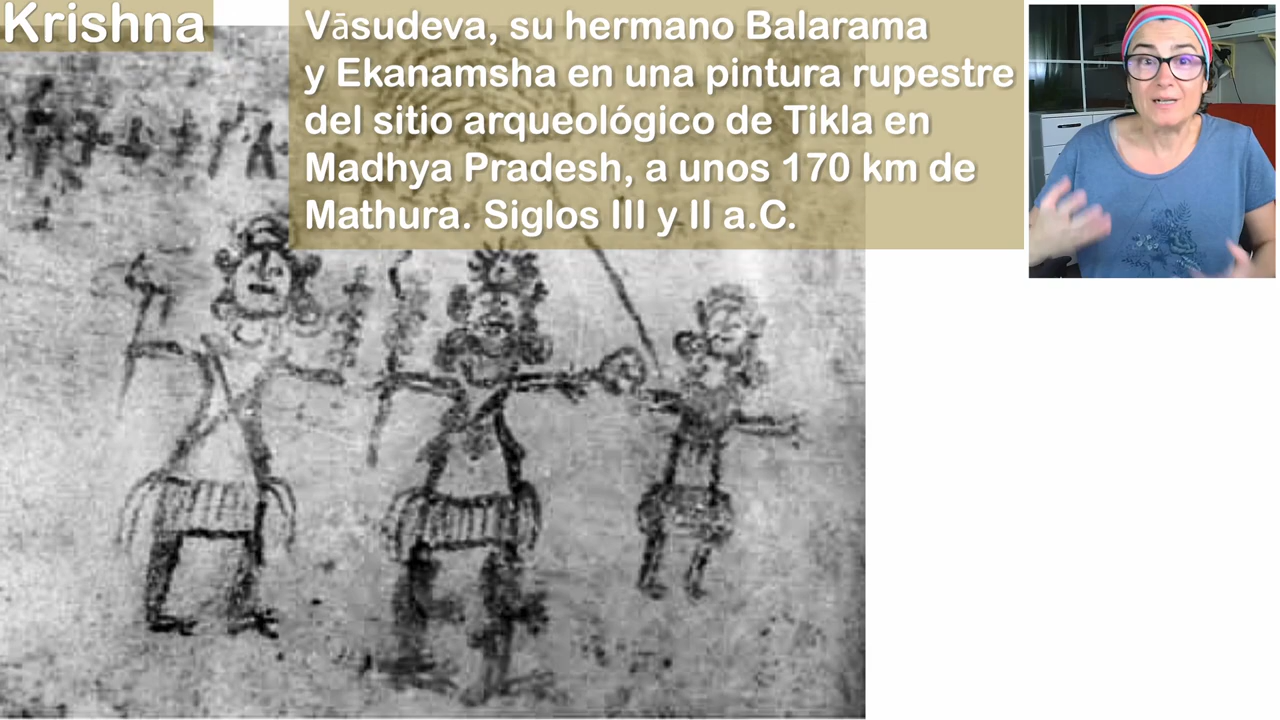 Krishna
Vāsudeva, su hermano Balarama
y Ekanamsha en una pintura rupestre
del sitio arqueológico de Tikla en
Madhya Pradesh, a unos 170 km de
Mathura. Siglos III y II a.C.